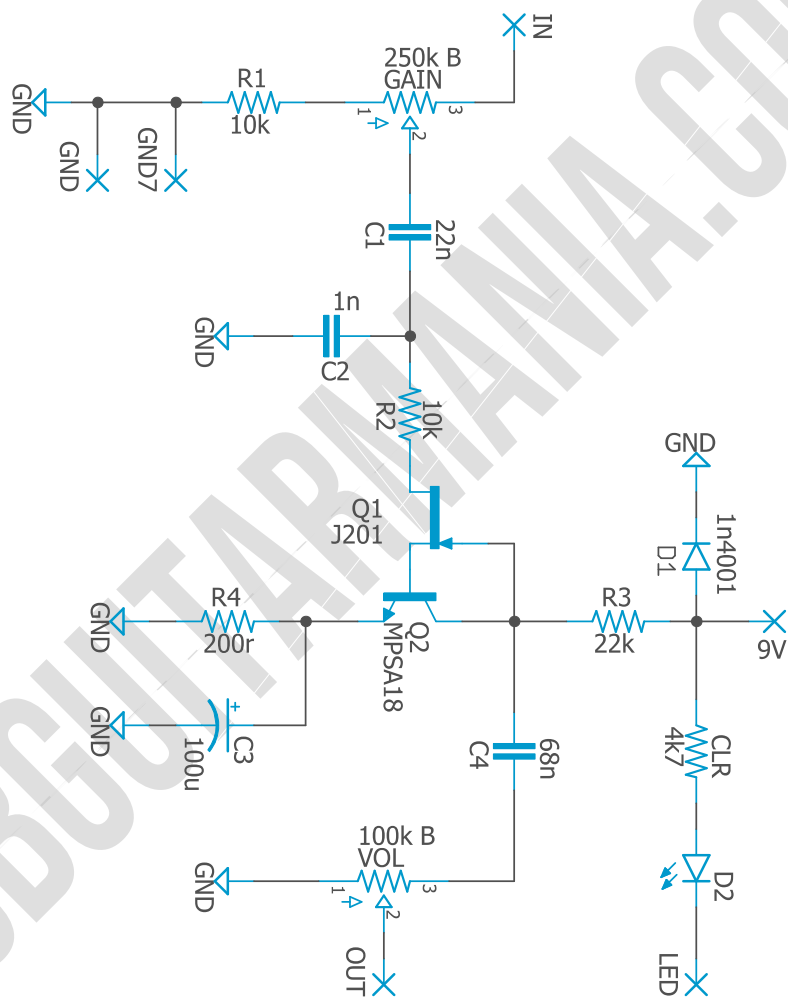 IN
250k B
GAIN
R1
10k
1
2
3
GND
GND
GND7
C1
22n
1n
C2
GND
R2
10k
GND
1n4001
D1
Q1
J201
R4
200r
GND
Q2
MPSA18
R3
22k
9V
GND
C3
+
100u
C4
68n
CLR
4k7
100k B
VOL
1
2
3
GND
D2
OUT
LED
BGUITARMANIA.CO